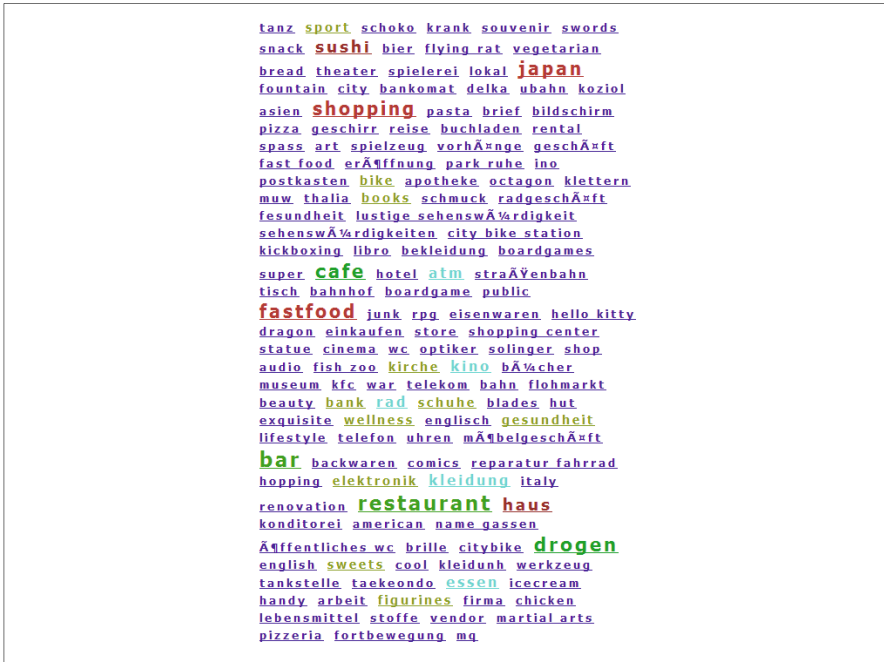 tanz sport schoko krank souvenir swords
snack sushi bier flying rat vegetarian
bread theater spielerei lokal japan
fountain city bankomat delka ubahn koziol
asien shopping pasta brief bildschirm
pizza geschirr reise buchladen rental
spass art spielzeug vorhÃ¤nge geschÃ¤ft
fast food erÃ¶ffnung park ruhe ino
postkasten bike apotheke octagon klettern
muw thalia books schmuck radgeschÃ¤ft
fesundheit lustige sehenswÃ¼rdigkeit
sehenswÃ¼rdigkeiten city bike station
kickboxing libro bekleidung boardgames
super cafe hotel atm straÃŸenbahn
tisch bahnhof boardgame public
fastfood junk rpg eisenwaren hello kitty
dragon einkaufen store shopping center
statue cinema wc optiker solinger shop
audio fish zoo kirche kino bÃ¼cher
museum kfc war telekom bahn flohmarkt
beauty bank rad schuhe blades hut
exquisite wellness englisch gesundheit
lifestyle telefon uhren mÃ¶belgeschÃ¤ft
bar backwaren comics reparatur fahrrad
hopping elektronik kleidung italy
renovation restaurant haus
konditorei american name gassen
Ã¶ffentliches wc brille citybike drogen
english sweets cool kleidunh werkzeug
tankstelle taekeondo essen icecream
handy arbeit figurines firma chicken
lebensmittel stoffe vendor martial arts
pizzeria fortbewegung mq